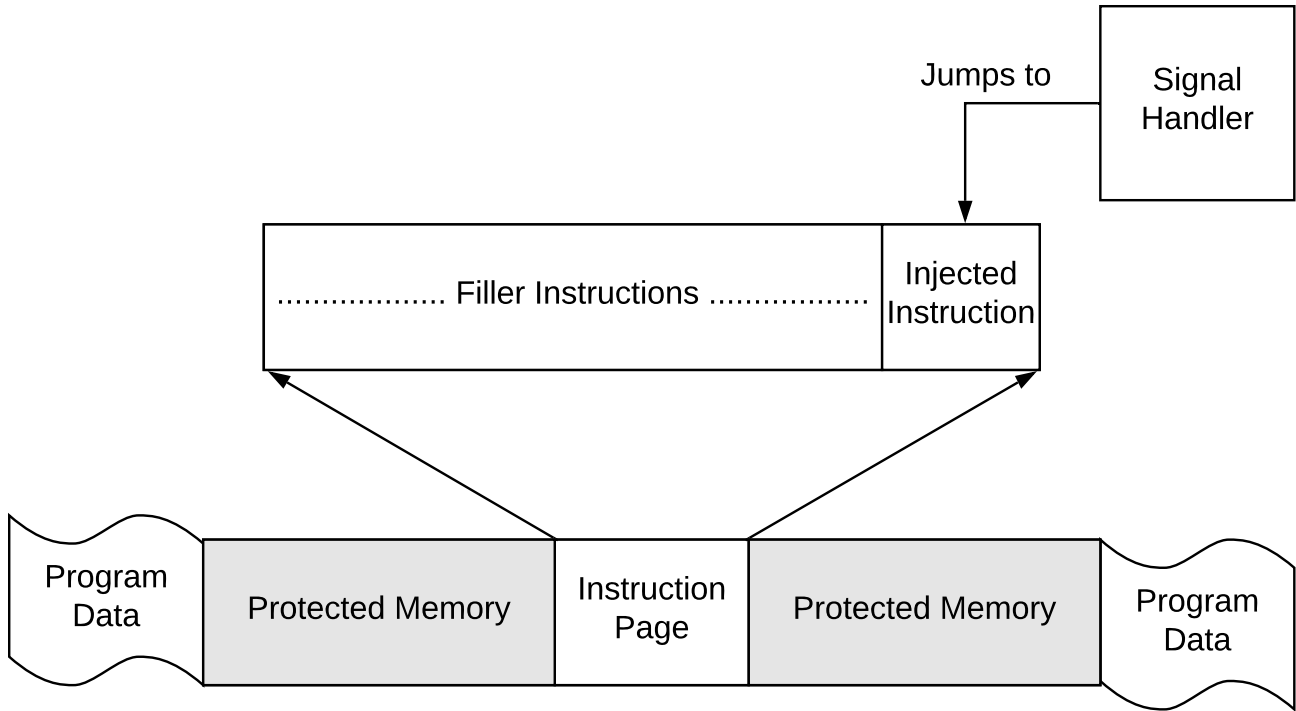 Jumps to
Signal
Handler
................... Filler Instructions ..................
Injected
Instruction
Program
Data
Protected Memory
Instruction
Page
Protected Memory
Program
Data